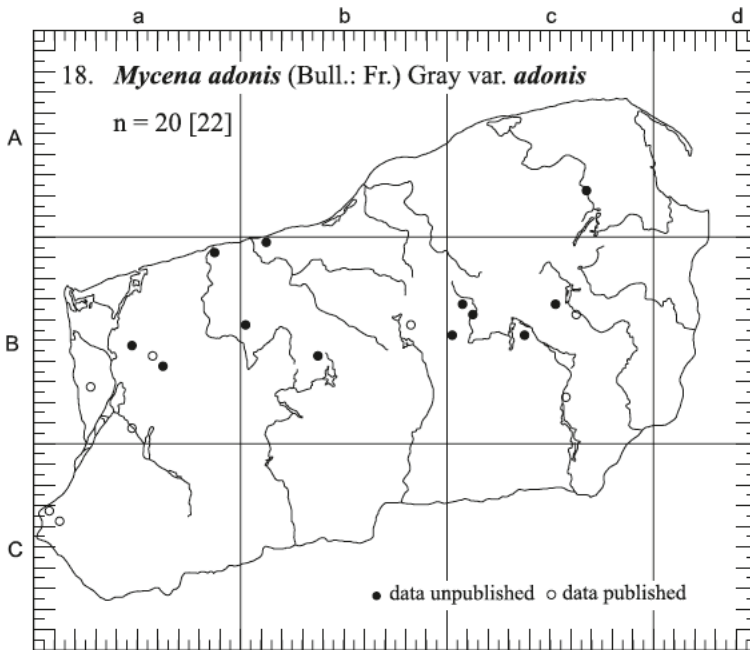 a b c d
18. Mycena adonis (Bull.: Fr.) Gray var. adonis
n = 20 [22]
A
B
C
data unpublished data published